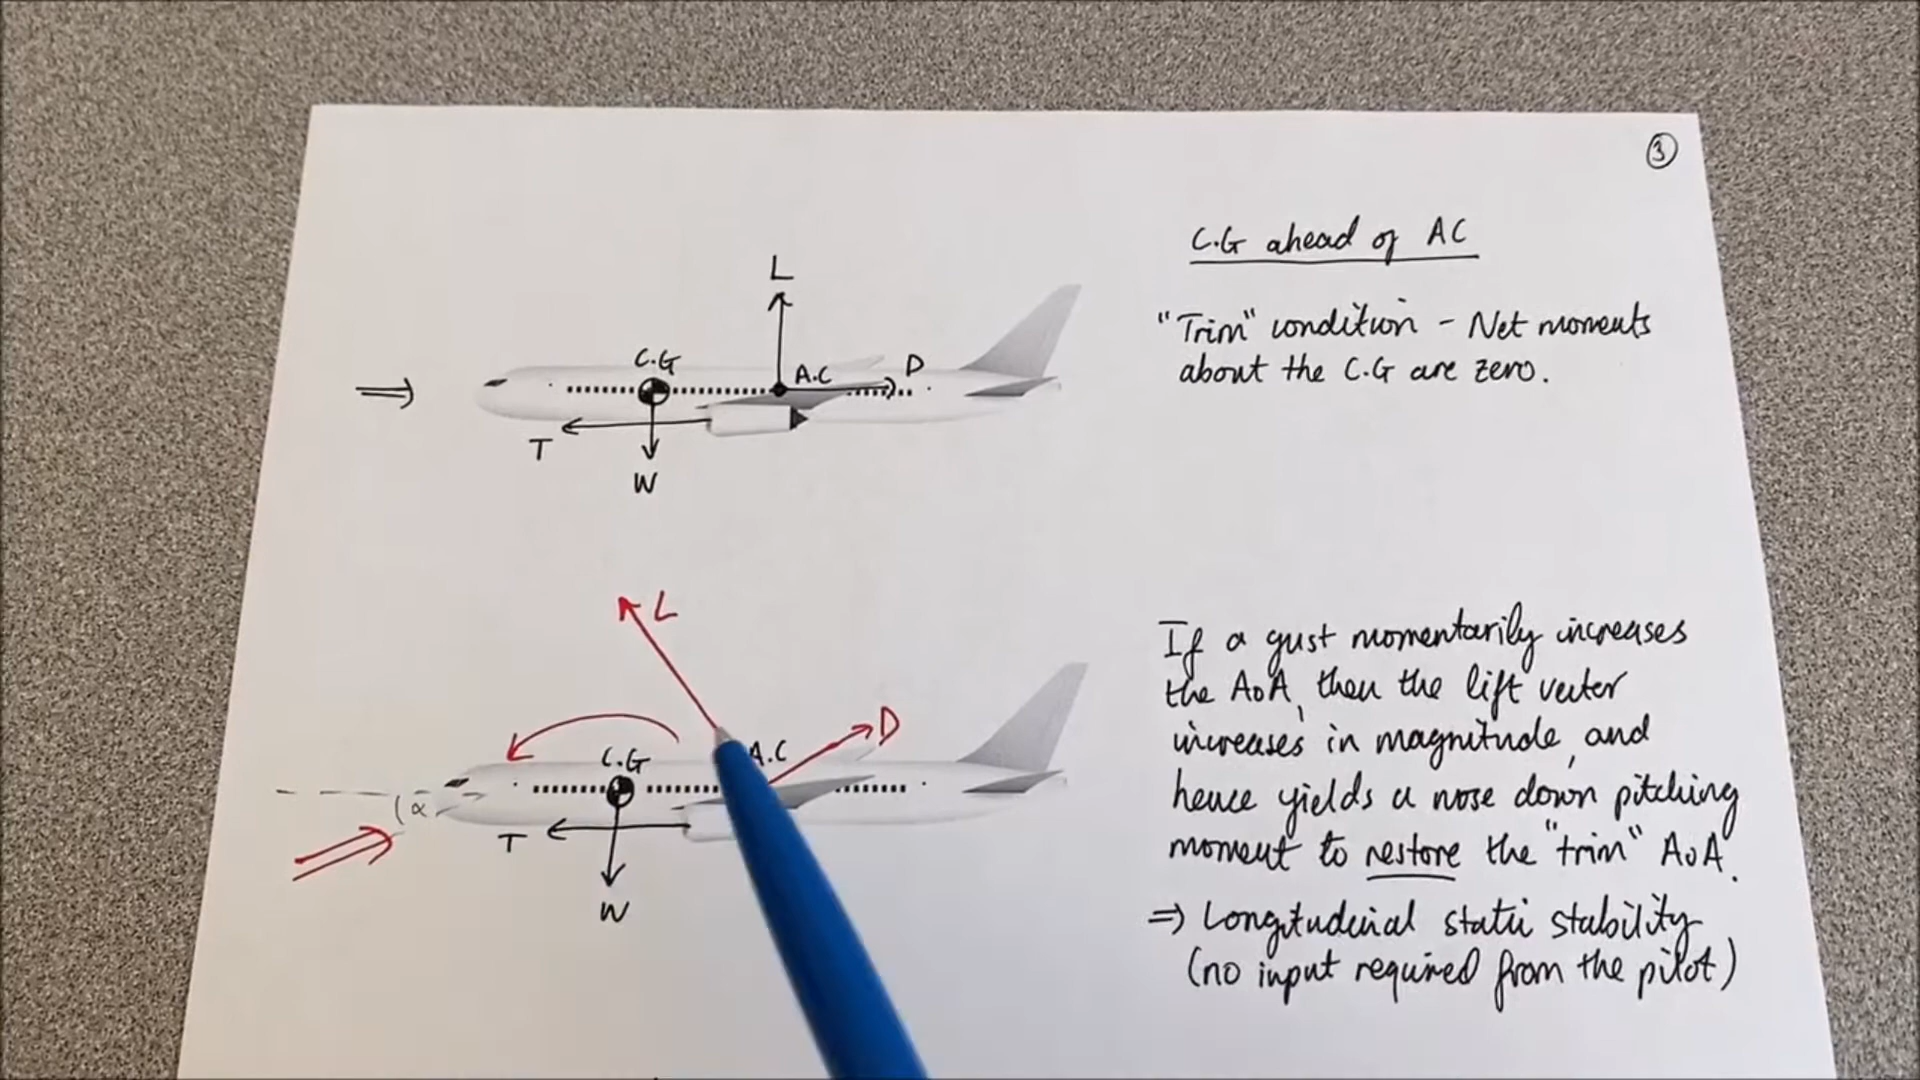 3
C.G ahead of AC
"Trim" condition - Net moments
about the C.G are zero.
L
C.G
A.C
D
T
W
If a gust momentarily increases
the AoA, then the lift vector
increases in magnitude, and
hence yields a nose down pitching
moment to restore the "trim" AoA.
=> Longitudinal static stability
(no input required from the pilot)
L
D
C.G
A.C
α
T
W